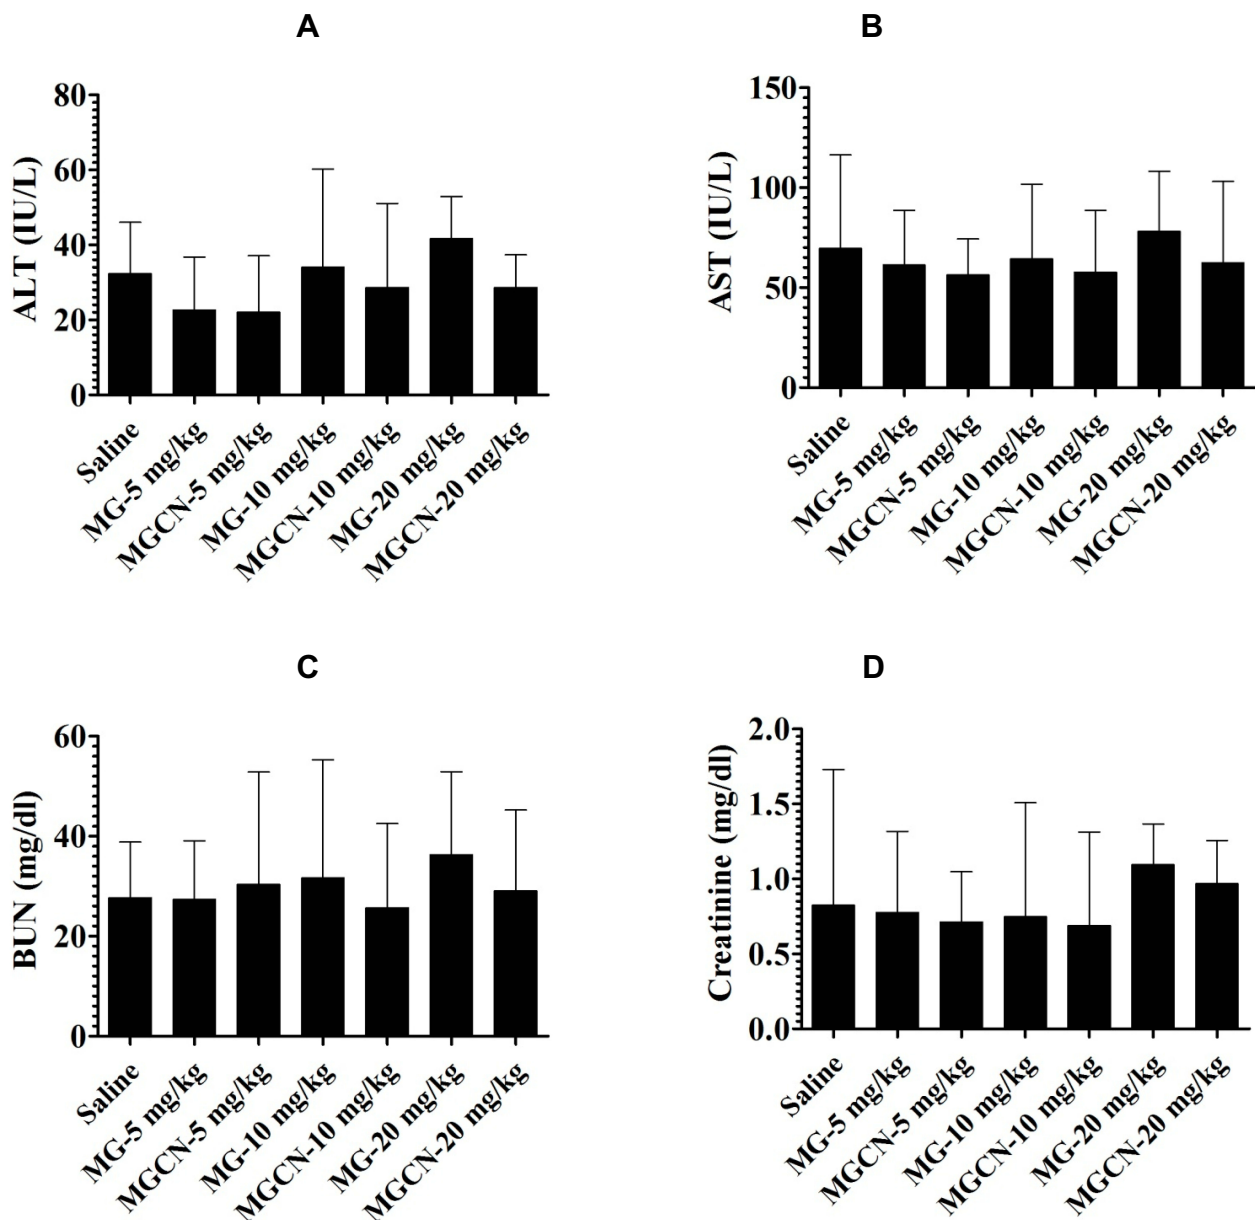 A
ALT (IU/L)
80
60
40
20
0
Saline
MG-5 mg/kg
MGCN-5 mg/kg
MG-10 mg/kg
MGCN-10 mg/kg
MG-20 mg/kg
MGCN-20 mg/kg
B
AST (IU/L)
150
100
50
0
Saline
MG-5 mg/kg
MGCN-5 mg/kg
MG-10 mg/kg
MGCN-10 mg/kg
MG-20 mg/kg
MGCN-20 mg/kg
C
BUN (mg/dl)
60
40
20
0
Saline
MG-5 mg/kg
MGCN-5 mg/kg
MG-10 mg/kg
MGCN-10 mg/kg
MG-20 mg/kg
MGCN-20 mg/kg
D
Creatinine (mg/dl)
2.0
1.5
1.0
0.5
0.0
Saline
MG-5 mg/kg
MGCN-5 mg/kg
MG-10 mg/kg
MGCN-10 mg/kg
MG-20 mg/kg
MGCN-20 mg/kg